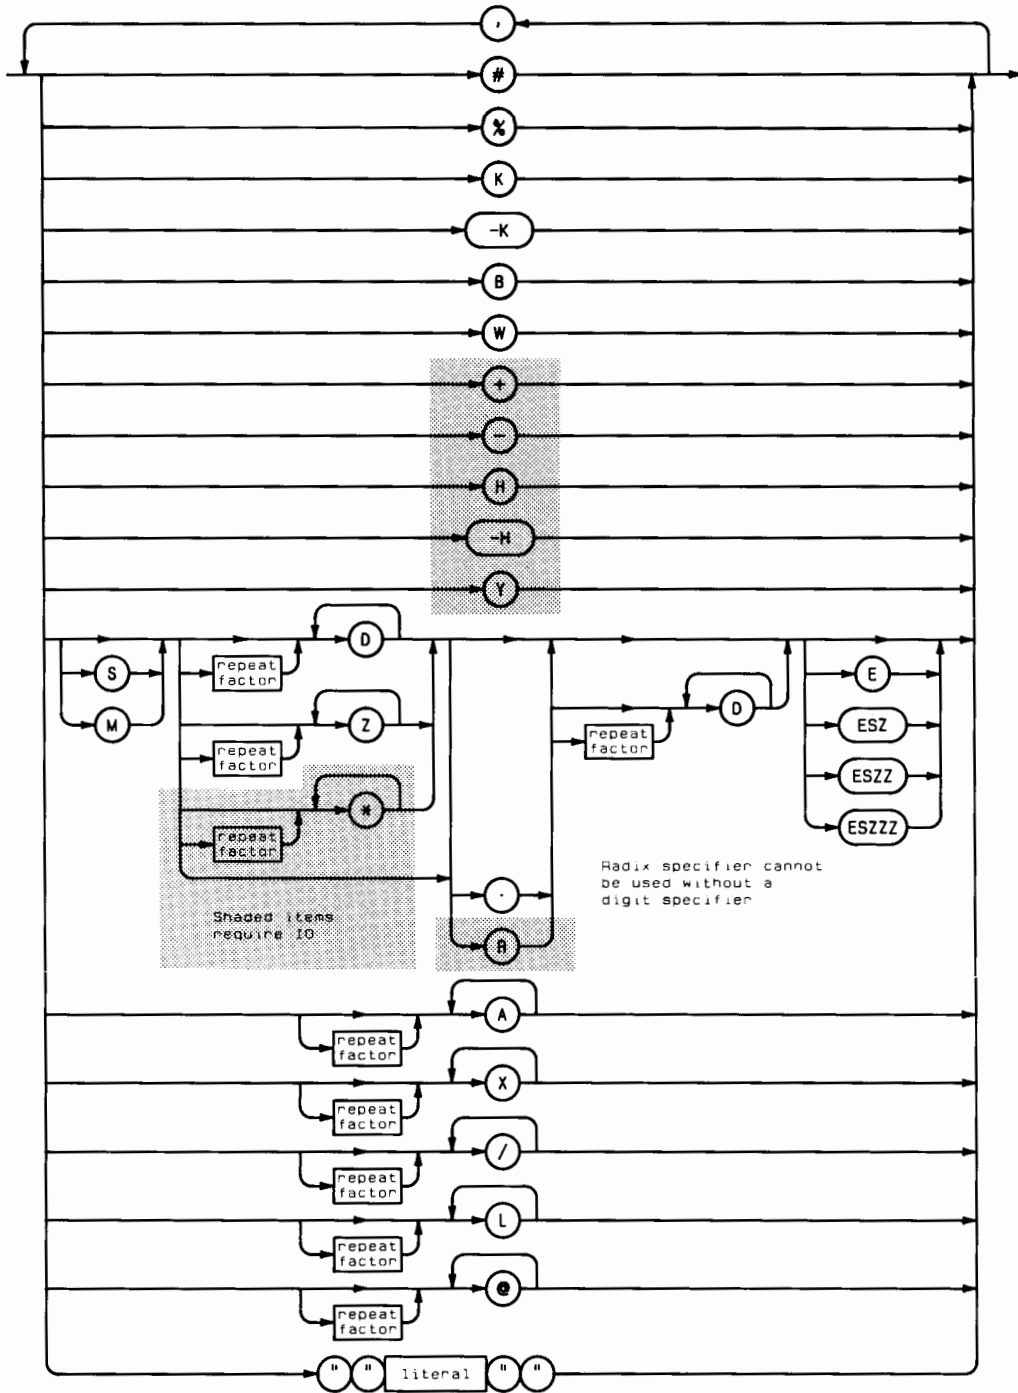 ,
#
%
K
-K
B
W
+
-
H
-H
Y
D
repeat
factor
S
E
M
Z
D
ESZ
repeat
factor
repeat
factor
ESZZ
*
repeat
factor
ESZZZ
Radix specifier cannot
be used without a
digit specifier
.
Shaded items
require IO
R
A
repeat
factor
X
repeat
factor
/
repeat
factor
L
repeat
factor
@
repeat
factor
" " literal " "